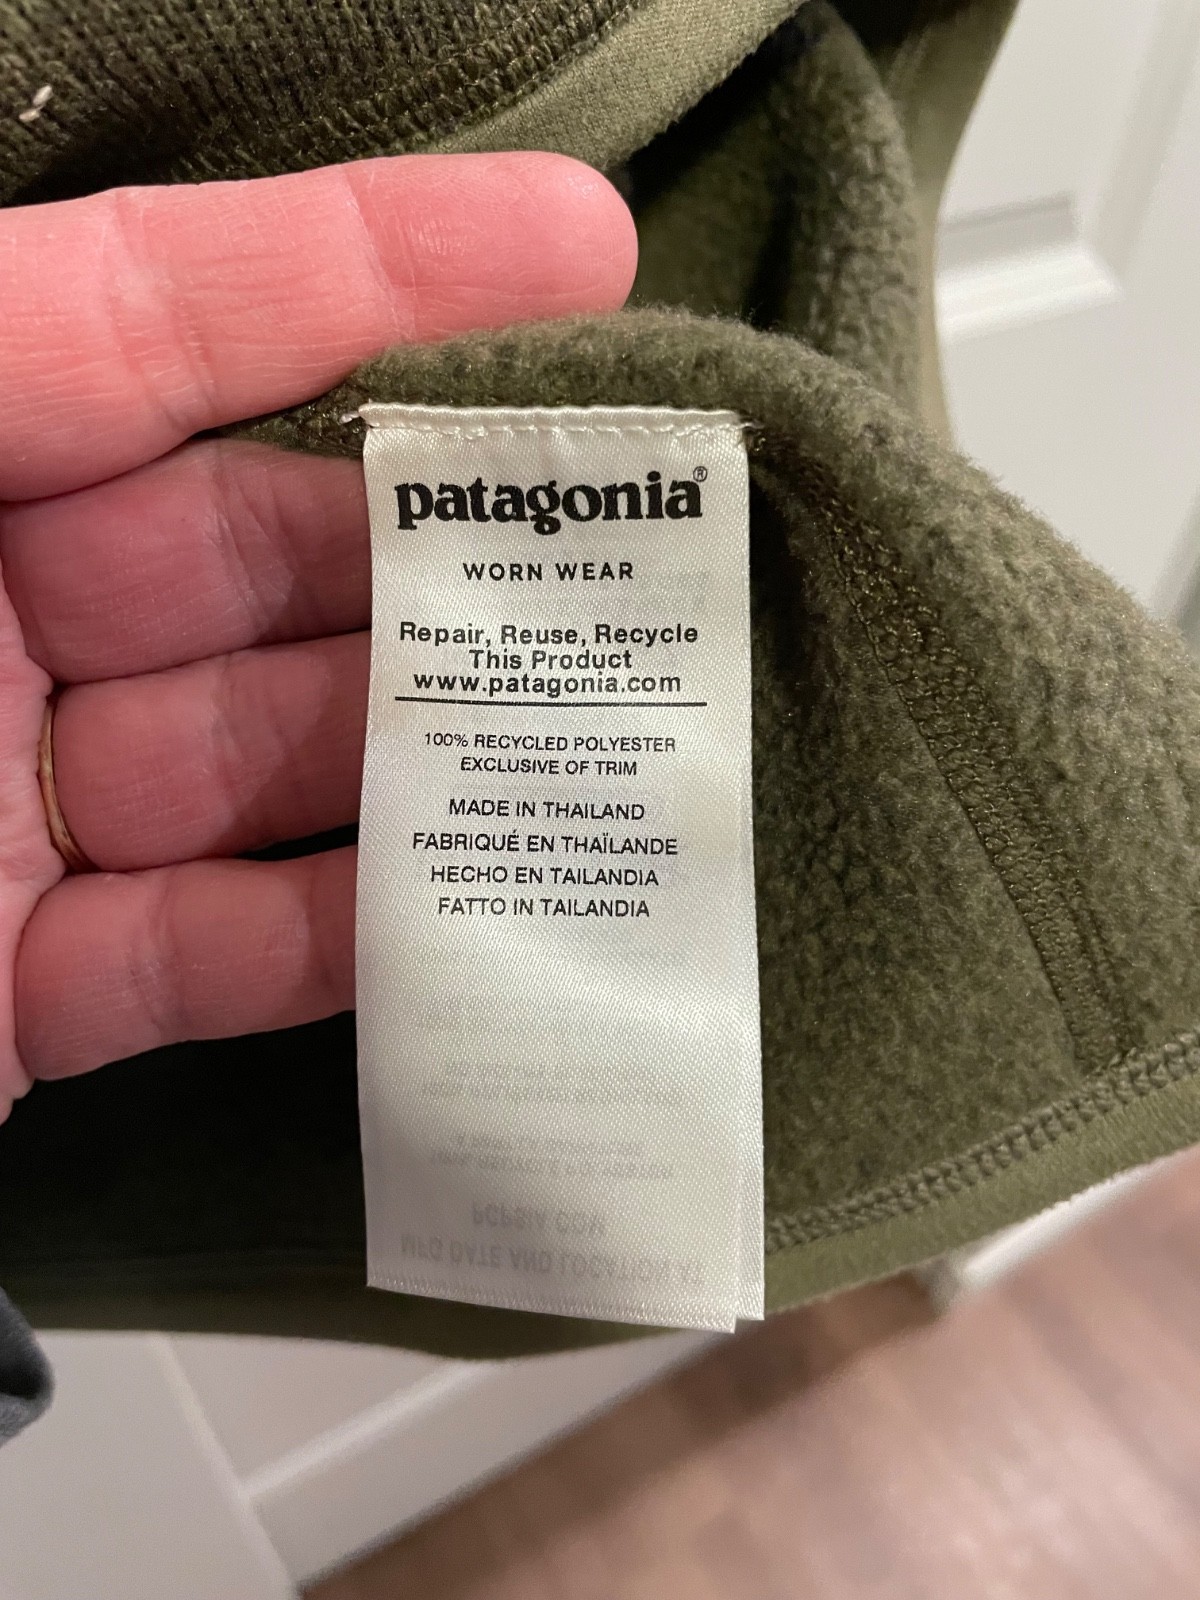 patagonia®
WORN WEAR
Repair, Reuse, Recycle
This Product
www.patagonia.com
100% RECYCLED POLYESTER
EXCLUSIVE OF TRIM
MADE IN THAILAND
FABRIQUÉ EN THAÏLANDE
HECHO EN TAILANDIA
FATTO IN TAILANDIA